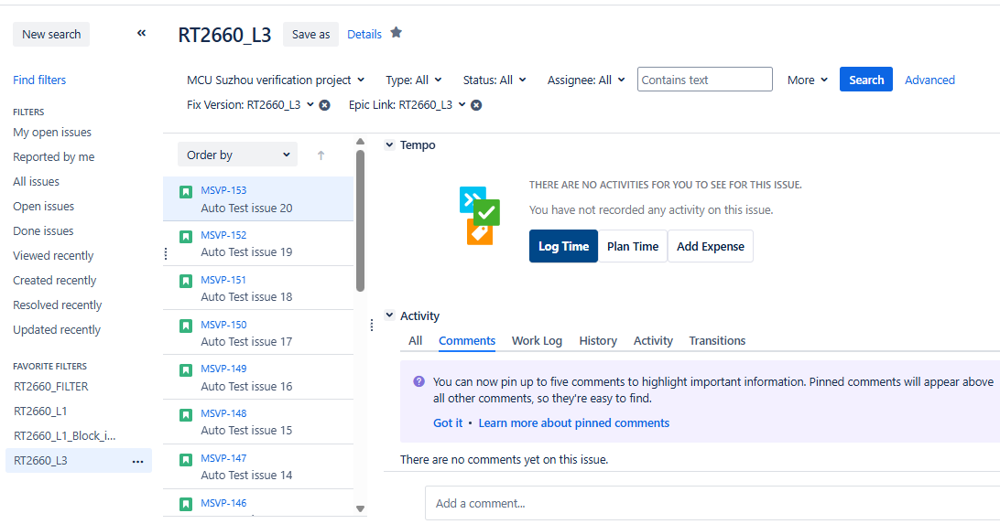 New search
«
Find filters
FILTERS
My open issues
Reported by me
All issues
Open issues
Done issues
Viewed recently
Created recently
Resolved recently
Updated recently
FAVORITE FILTERS
RT2660_FILTER
RT2660_L1
RT2660_L1_Block_i...
RT2660_L3
RT2660_L3 Save as Details
MCU Suzhou verification project Type: All Status: All Assignee: All Contains text More Search Advanced
Fix Version: RT2660_L3 Epic Link: RT2660_L3
Order by
MSVP-153
Auto Test issue 20
MSVP-152
Auto Test issue 19
MSVP-151
Auto Test issue 18
MSVP-150
Auto Test issue 17
MSVP-149
Auto Test issue 16
MSVP-148
Auto Test issue 15
MSVP-147
Auto Test issue 14
MSVP-146
Tempo
THERE ARE NO ACTIVITIES FOR YOU TO SEE FOR THIS ISSUE.
You have not recorded any activity on this issue.
Log Time Plan Time Add Expense
Activity
All Comments Work Log History Activity Transitions
You can now pin up to five comments to highlight important information. Pinned comments will appear above
all other comments, so they're easy to find.
Got it • Learn more about pinned comments
There are no comments yet on this issue.
Add a comment...